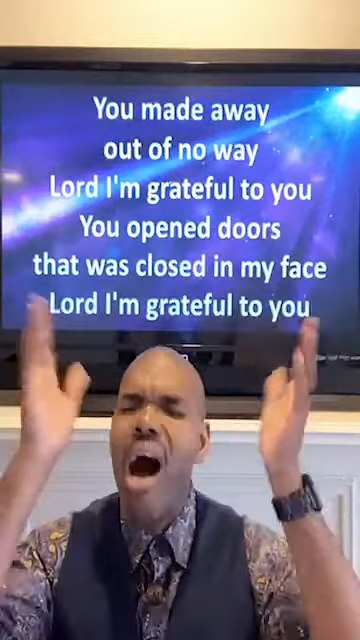 You made away
out of no way
Lord I'm grateful to you
You opened doors
that was closed in my face
Lord I'm grateful to you